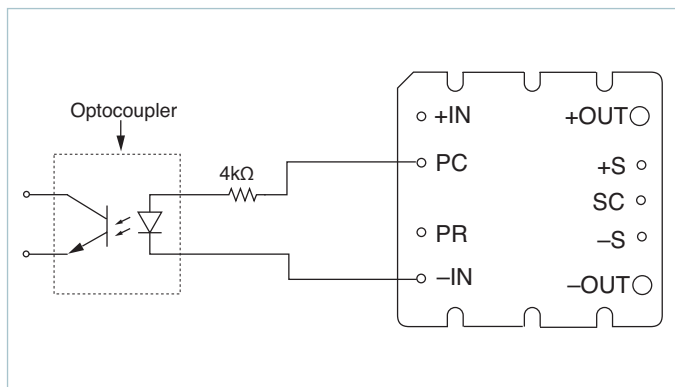 Optocoupler
4kΩ
+IN
PC
PR
–IN
+OUT
+S
SC
–S
–OUT